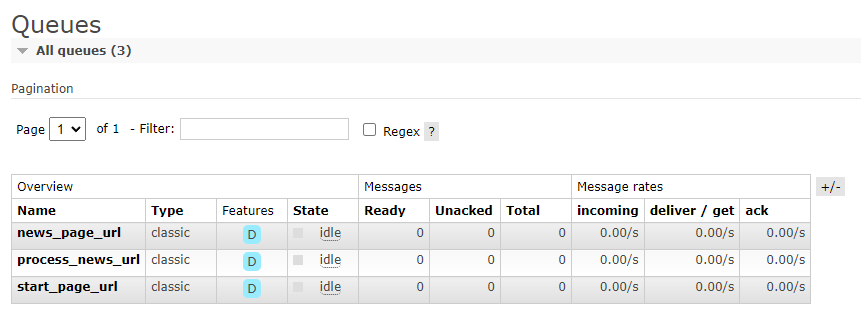 Queues
All queues (3)
Pagination
Page 1 of 1 - Filter: Regex ?
Overview Messages Message rates +/-
Name Type Features State Ready Unacked Total incoming deliver / get ack
news_page_url classic D idle 0 0 0 0.00/s 0.00/s 0.00/s
process_news_url classic D idle 0 0 0 0.00/s 0.00/s 0.00/s
start_page_url classic D idle 0 0 0 0.00/s 0.00/s 0.00/s